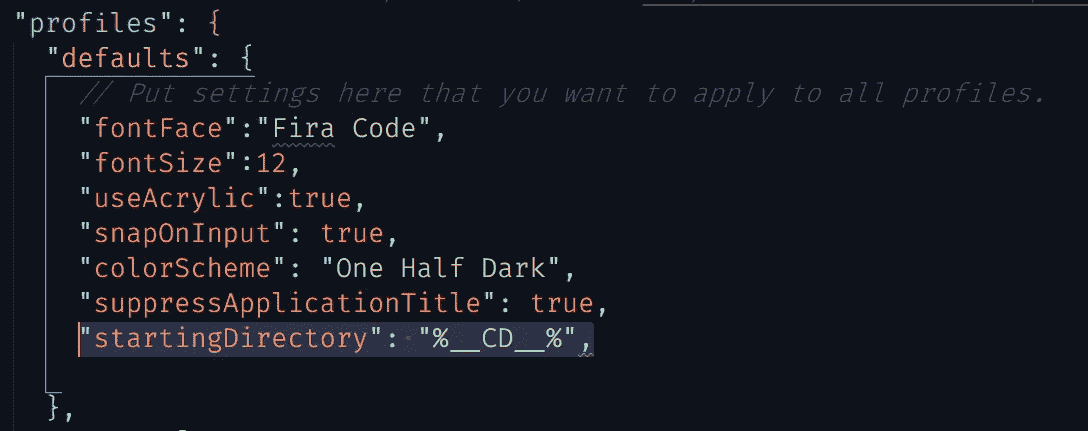 "profiles": {
"defaults": {
// Put settings here that you want to apply to all profiles.
"fontFace":"Fira Code",
"fontSize":12,
"useAcrylic":true,
"snapOnInput": true,
"colorScheme": "One Half Dark",
"suppressApplicationTitle": true,
"startingDirectory": "%__CD__%",
},